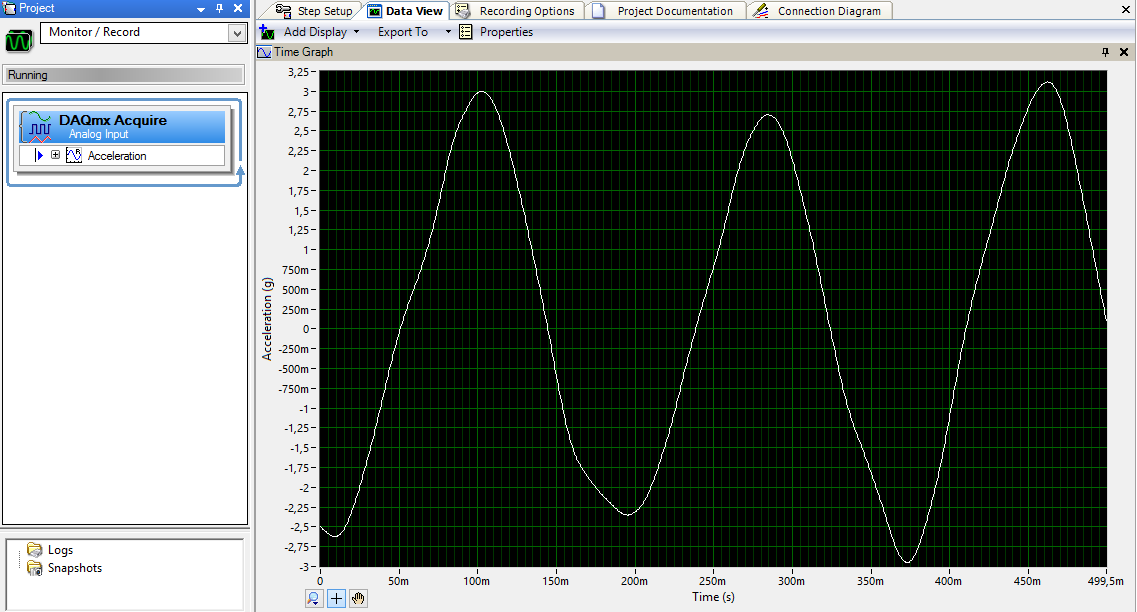 Project
Monitor / Record
Running
DAQmx Acquire
Analog Input
Acceleration
Logs
Snapshots
Step Setup Data View Recording Options Project Documentation Connection Diagram
Add Display Export To Properties
Time Graph
Acceleration (g)
3,25
3
2,75
2,5
2,25
2
1,75
1,5
1,25
1
750m
500m
250m
0
-250m
-500m
-750m
-1
-1,25
-1,5
-1,75
-2
-2,25
-2,5
-2,75
-3
0 50m 100m 150m 200m 250m 300m 350m 400m 450m 499,5m
Time (s)